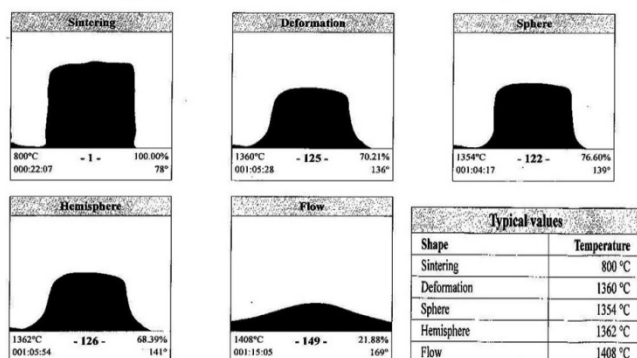 Sintering
800°C - 1 - 100.00%
000:22:07 78°
Deformation
1360°C - 125 - 70.21%
001:05:28 136°
Sphere
1354°C - 122 - 76.60%
001:04:17 139°
Hemisphere
1362°C - 126 - 68.39%
001:05:54 141°
Flow
1408°C - 149 - 21.88%
001:15:05 169°
Typical values
Shape Temperature
Sintering 800 °C
Deformation 1360 °C
Sphere 1354 °C
Hemisphere 1362 °C
Flow 1408 °C